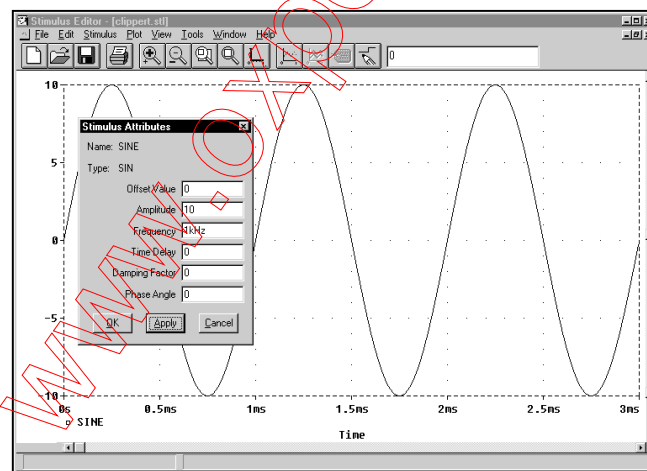 Stimulus Editor - [clippert.stl]
File Edit Stimulus Plot View Tools Window Help
0
10
5
0
-5
-10
Stimulus Attributes
Name: SINE
Type: SIN
Offset Value 0
Amplitude 10
Frequency 1kHz
Time Delay 0
Damping Factor 0
Phase Angle 0
OK Apply Cancel
0s 0.5ms 1ms 1.5ms 2ms 2.5ms 3ms
SINE
Time